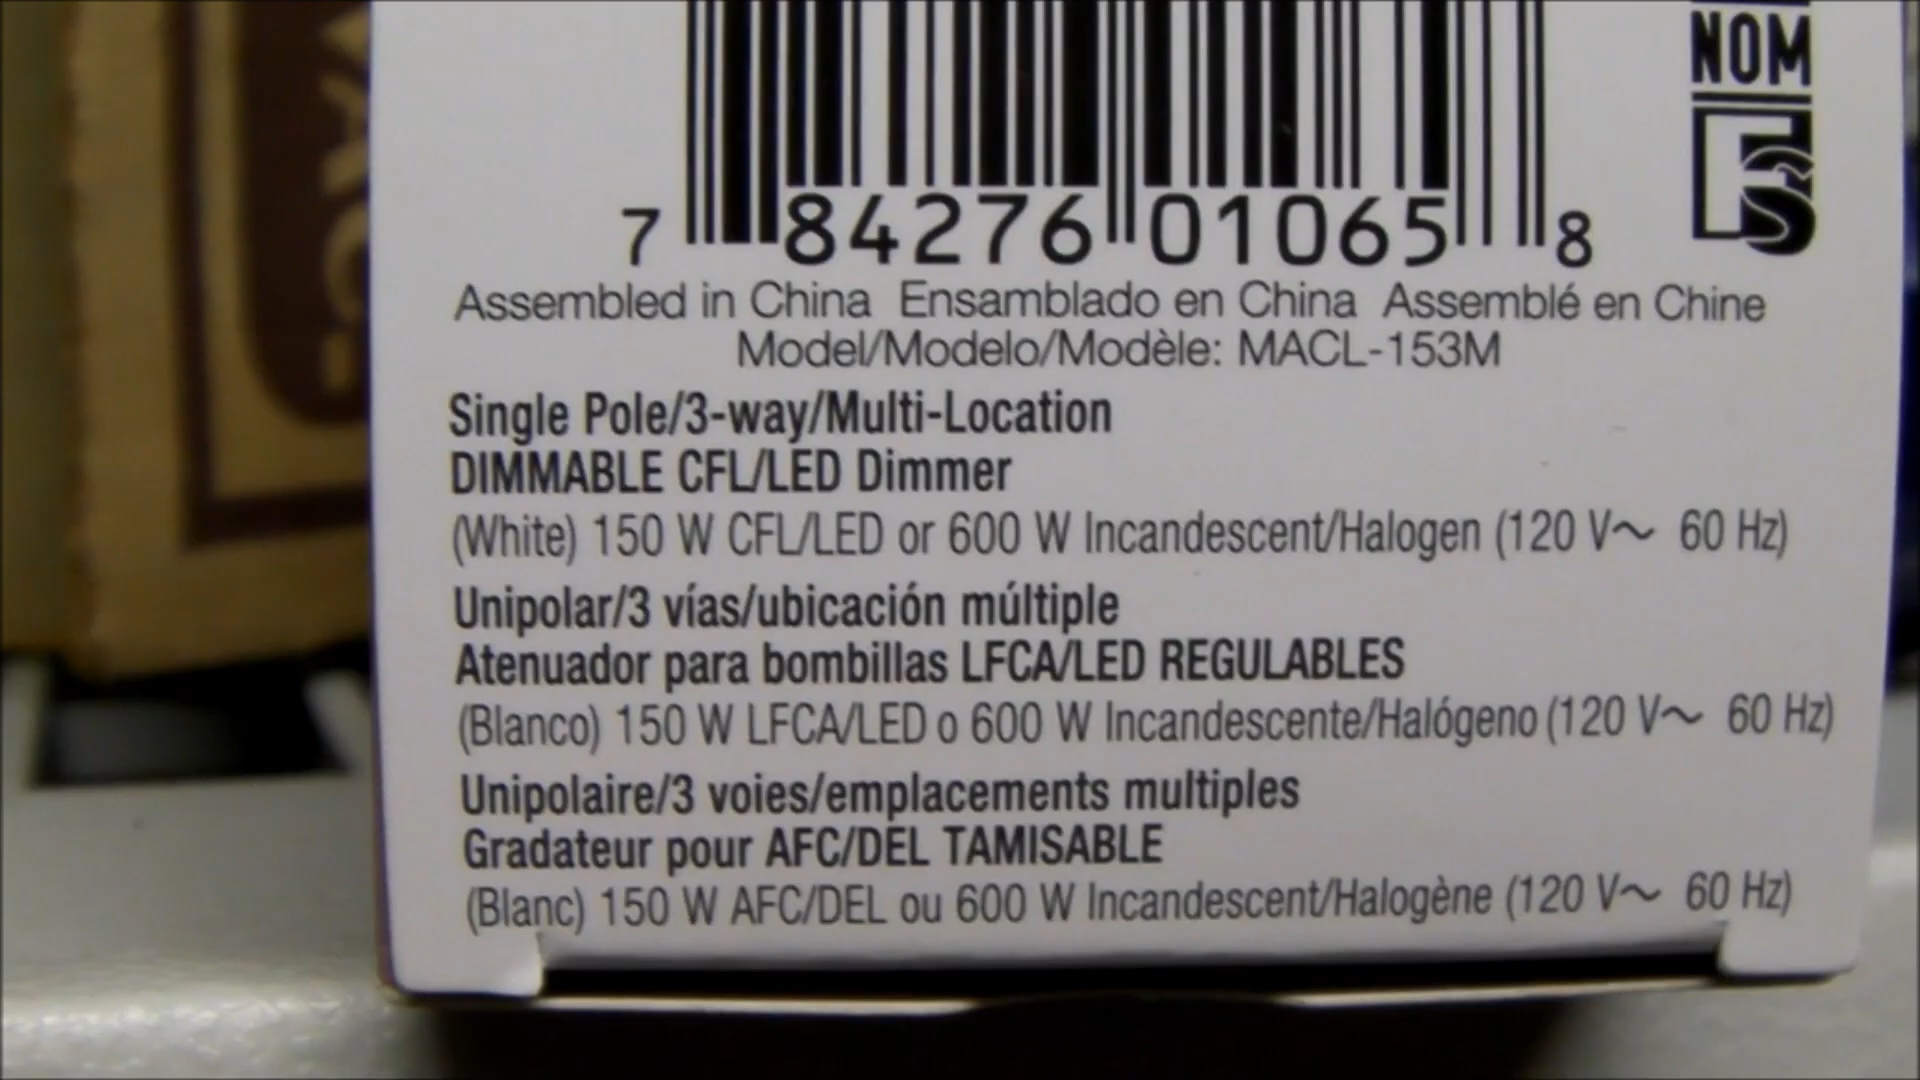 NOM
7 84276 01065 8
Assembled in China Ensamblado en China Assemblé en Chine
Model/Modelo/Modèle: MACL-153M
Single Pole/3-way/Multi-Location
DIMMABLE CFL/LED Dimmer
(White) 150 W CFL/LED or 600 W Incandescent/Halogen (120 V~ 60 Hz)
Unipolar/3 vías/ubicación múltiple
Atenuador para bombillas LFCA/LED REGULABLES
(Blanco) 150 W LFCA/LED o 600 W Incandescente/Halógeno (120 V~ 60 Hz)
Unipolaire/3 voies/emplacements multiples
Gradateur pour AFC/DEL TAMISABLE
(Blanc) 150 W AFC/DEL ou 600 W Incandescent/Halogène (120 V~ 60 Hz)